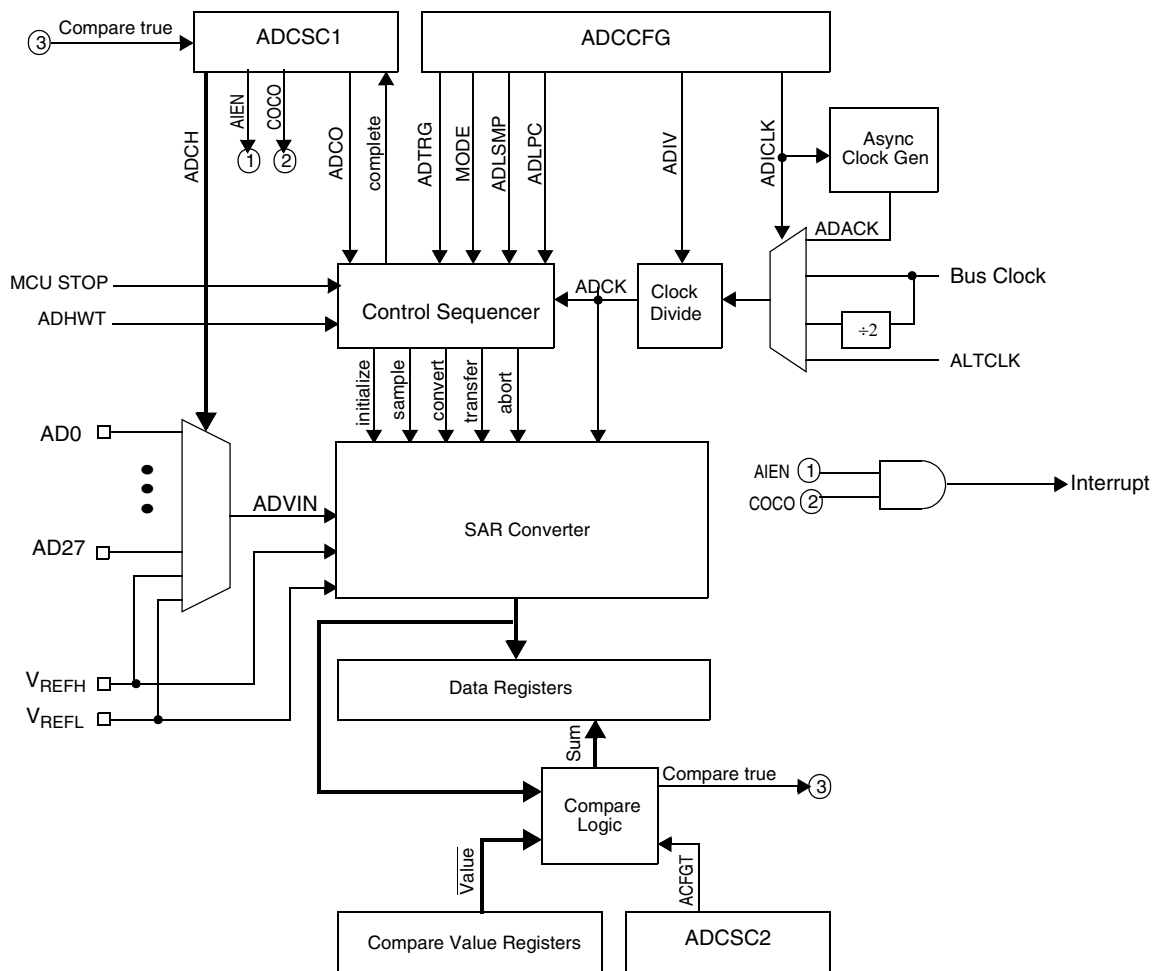 3
Compare true
ADCSC1
ADCCFG
ADCH
AIEN
COCO
1
2
ADCO
complete
ADTRG
MODE
ADLSMP
ADLPC
ADIV
ADICLK
Async
Clock Gen
ADACK
MCU STOP
ADHWT
Control Sequencer
ADCK
Clock
Divide
Bus Clock
÷2
ALTCLK
initialize
sample
convert
transfer
abort
AD0
AD27
ADVIN
SAR Converter
AIEN 1
COCO 2
Interrupt
VREFH
VREFL
Data Registers
Sum
Compare
Logic
Compare true
3
Value
ACFGT
Compare Value Registers
ADCSC2